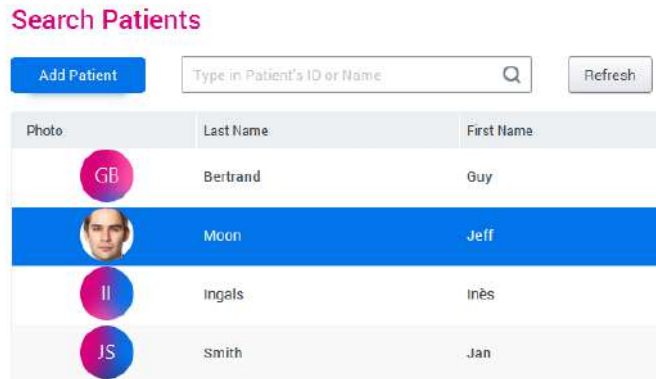 Search Patients
Add Patient Type in Patient's ID or Name Refresh
Photo Last Name First Name
GB Bertrand Guy
Moon Jeff
II Ingals Inès
JS Smith Jan